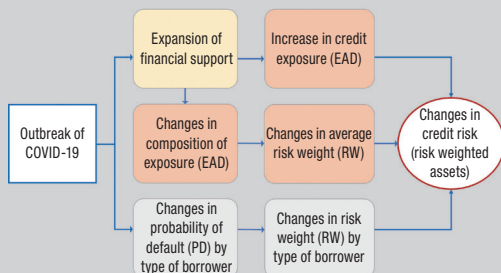 Expansion of
financial support
Increase in credit
exposure (EAD)
Outbreak of
COVID-19
Changes in
composition of
exposure (EAD)
Changes in average
risk weight (RW)
Changes in
credit risk
(risk weighted
assets)
Changes in
probability of
default (PD) by
type of borrower
Changes in risk
weight (RW) by
type of borrower